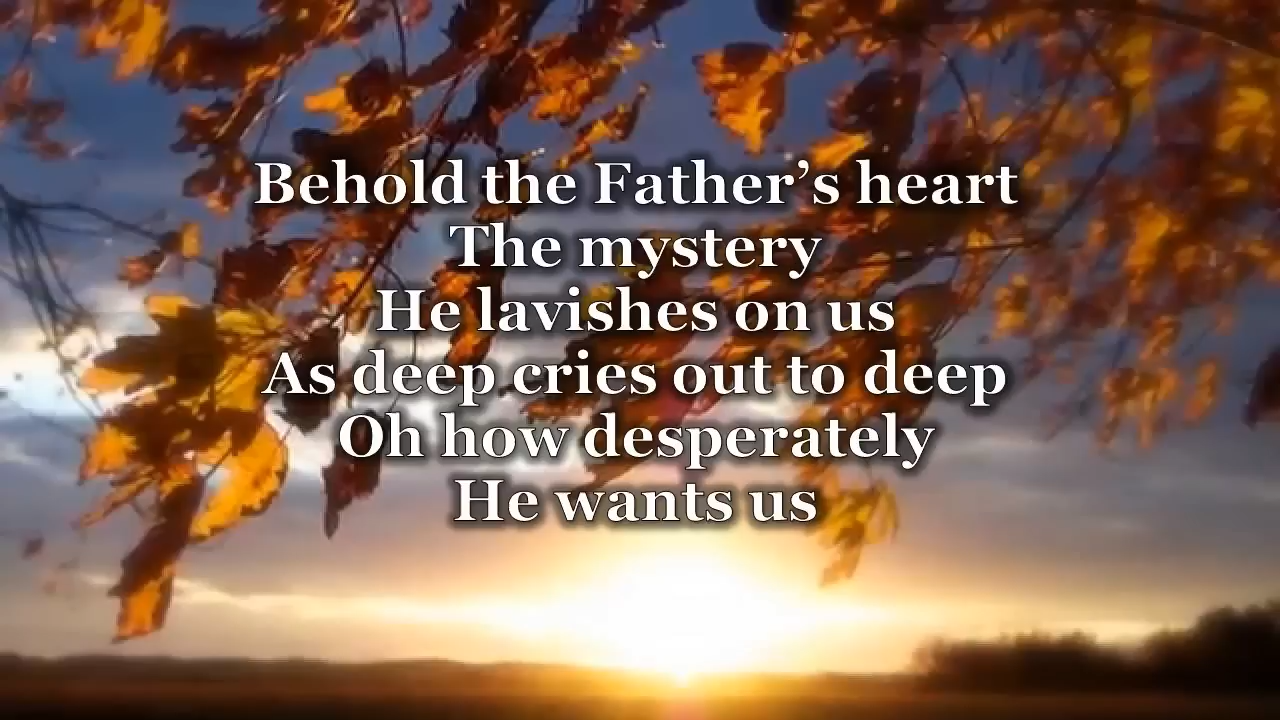 Behold the Father’s heart
The mystery
He lavishes on us
As deep cries out to deep
Oh how desperately
He wants us